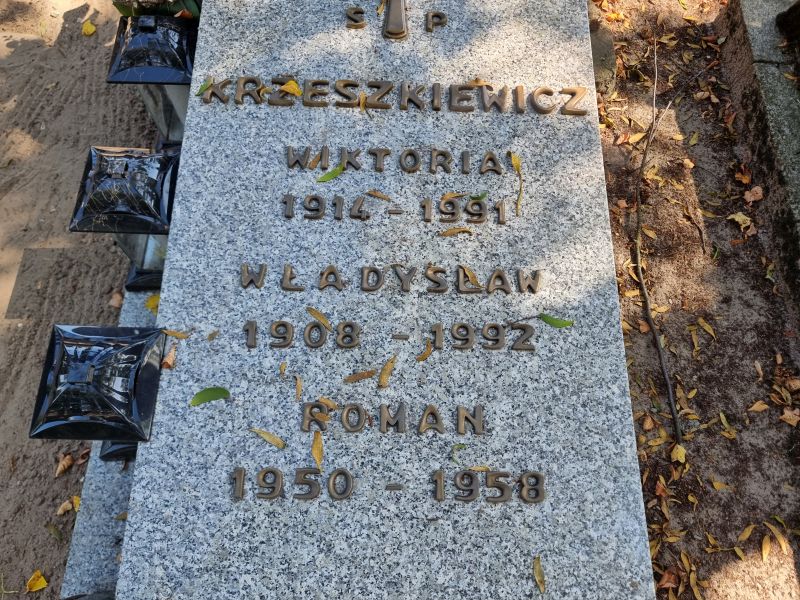 S P
KRZESZKIEWICZ
WIKTORIA
1914 - 1991
WŁADYSŁAW
1908 - 1992
ROMAN
1950 - 1958